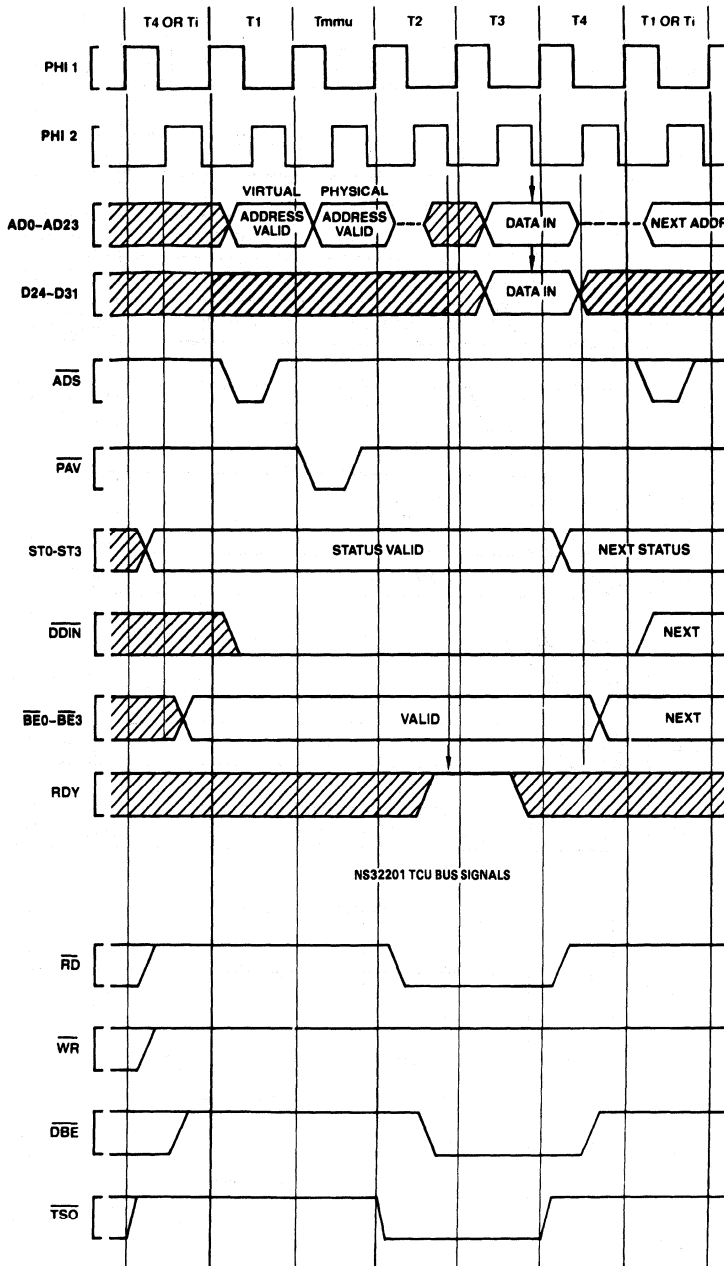 T4 OR Ti T1 Tmmu T2 T3 T4 T1 OR Ti
PHI 1
PHI 2
VIRTUAL PHYSICAL
AD0–AD23 ADDRESS VALID ADDRESS VALID DATA IN NEXT ADDR
D24–D31 DATA IN
ADS
PAV
ST0-ST3 STATUS VALID NEXT STATUS
DDIN NEXT
BE0–BE3 VALID NEXT
RDY
NS32201 TCU BUS SIGNALS
RD
WR
DBE
TSO